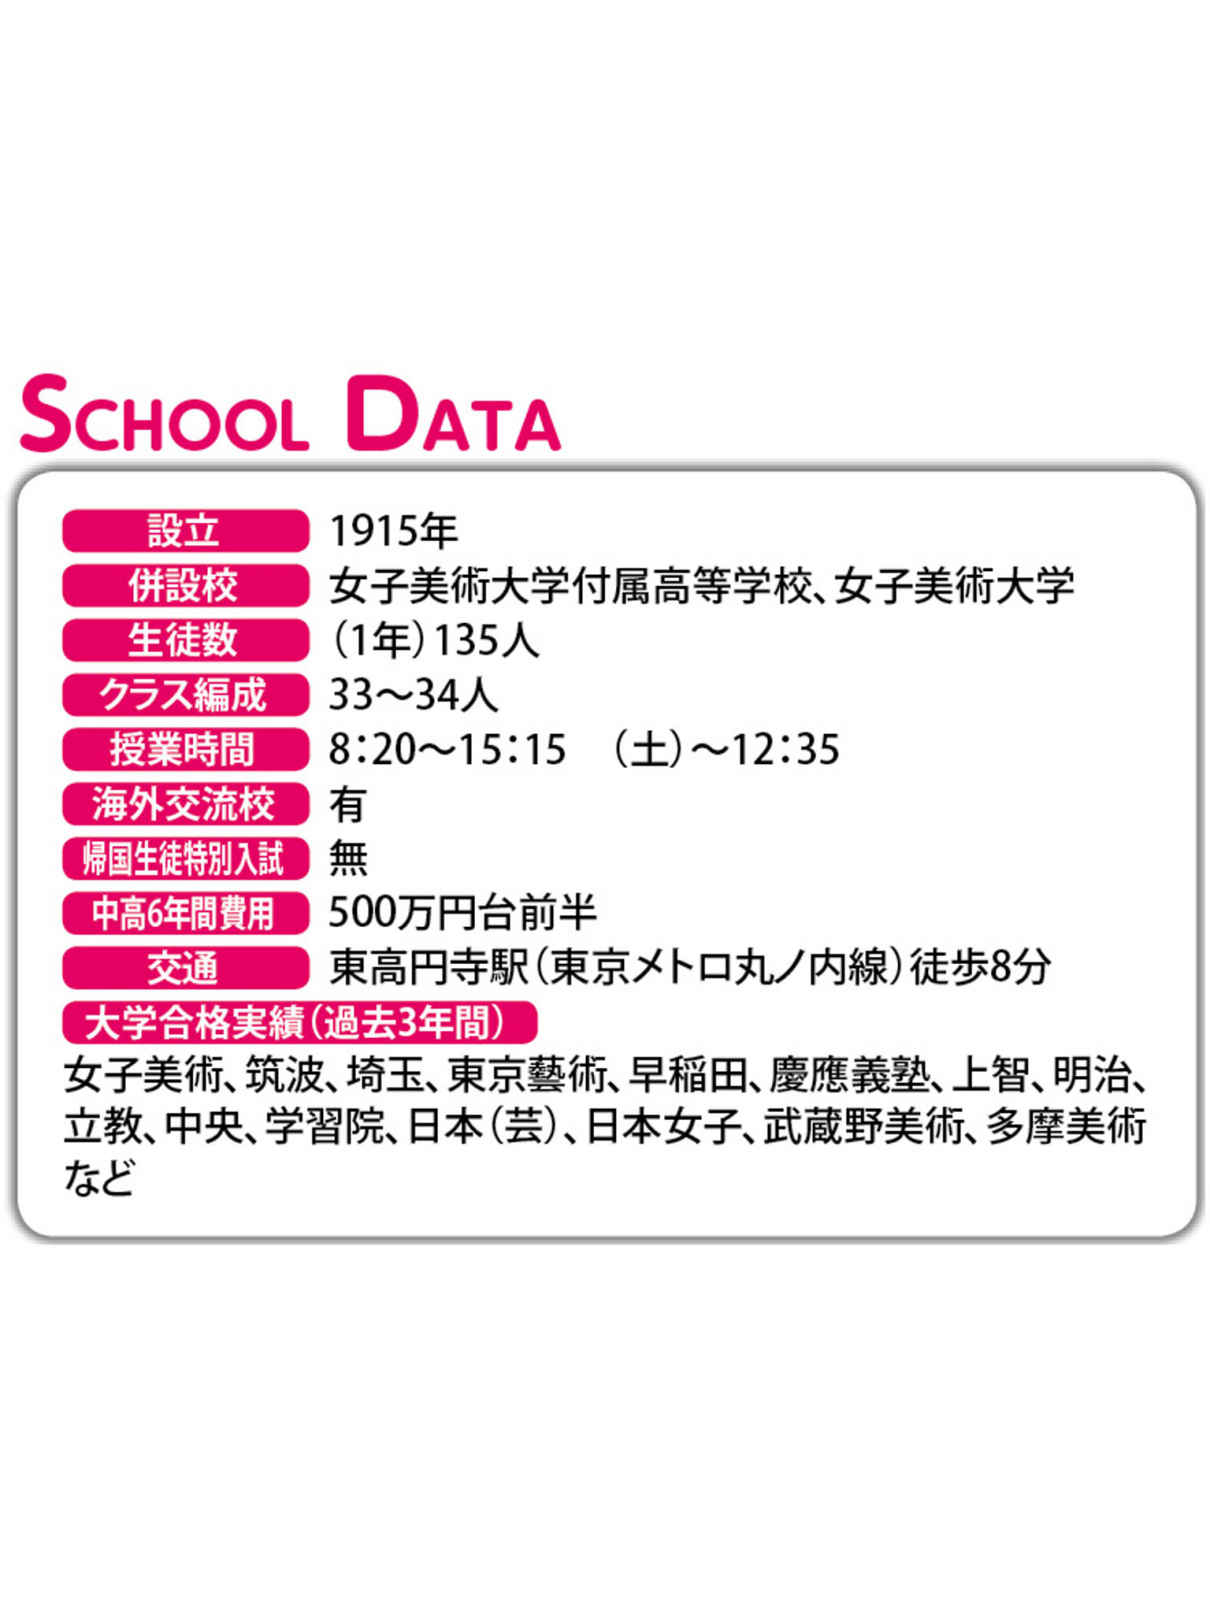 SCHOOL DATA
設立 1915年
併設校 女子美術大学付属高等学校、女子美術大学
生徒数 (1年)135人
クラス編成 33〜34人
授業時間 8:20〜15:15 (土)〜12:35
海外交流校 有
帰国生徒特別入試 無
中高6年間費用 500万円台前半
交通 東高円寺駅(東京メトロ丸ノ内線)徒歩8分
大学合格実績(過去3年間)
女子美術、筑波、埼玉、東京藝術、早稲田、慶應義塾、上智、明治、
立教、中央、学習院、日本(芸)、日本女子、武蔵野美術、多摩美術
など